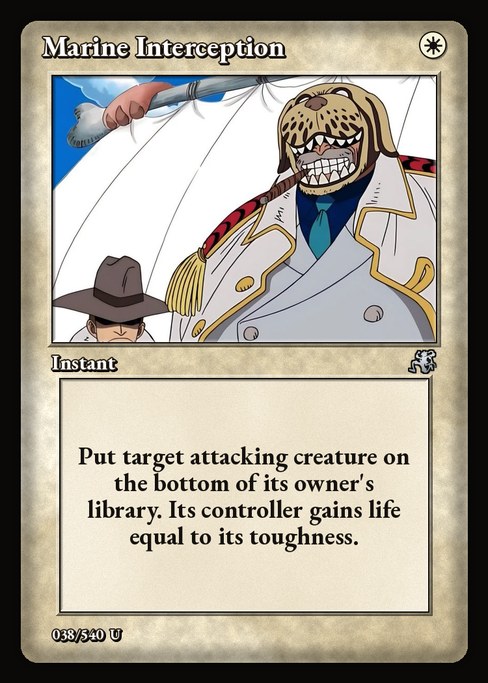 Marine Interception
Instant
Put target attacking creature on
the bottom of its owner's
library. Its controller gains life
equal to its toughness.
038/540 U